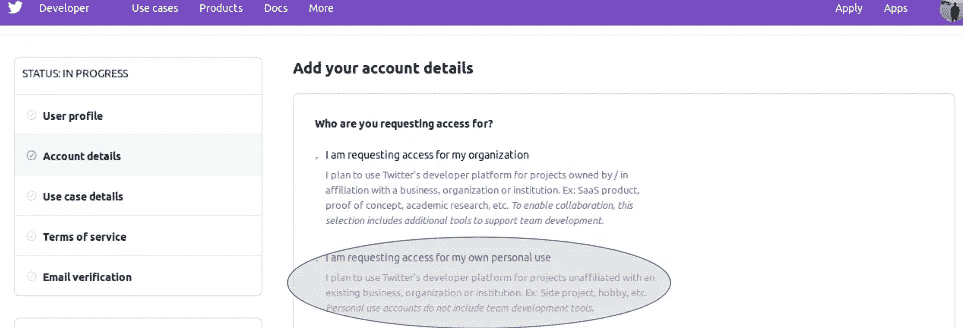 Developer Use cases Products Docs More Apply Apps
STATUS: IN PROGRESS
User profile
Account details
Use case details
Terms of service
Email verification
Add your account details
Who are you requesting access for?
I am requesting access for my organization
I plan to use Twitter's developer platform for projects owned by / in
affiliation with a business, organization or institution. Ex: SaaS product,
proof of concept, academic research, etc. To enable collaboration, this
selection includes additional tools to support team development.
I am requesting access for my own personal use
I plan to use Twitter's developer platform for projects unaffiliated with an
existing business, organization or institution. Ex: Side project, hobby, etc.
Personal use accounts do not include team development tools.